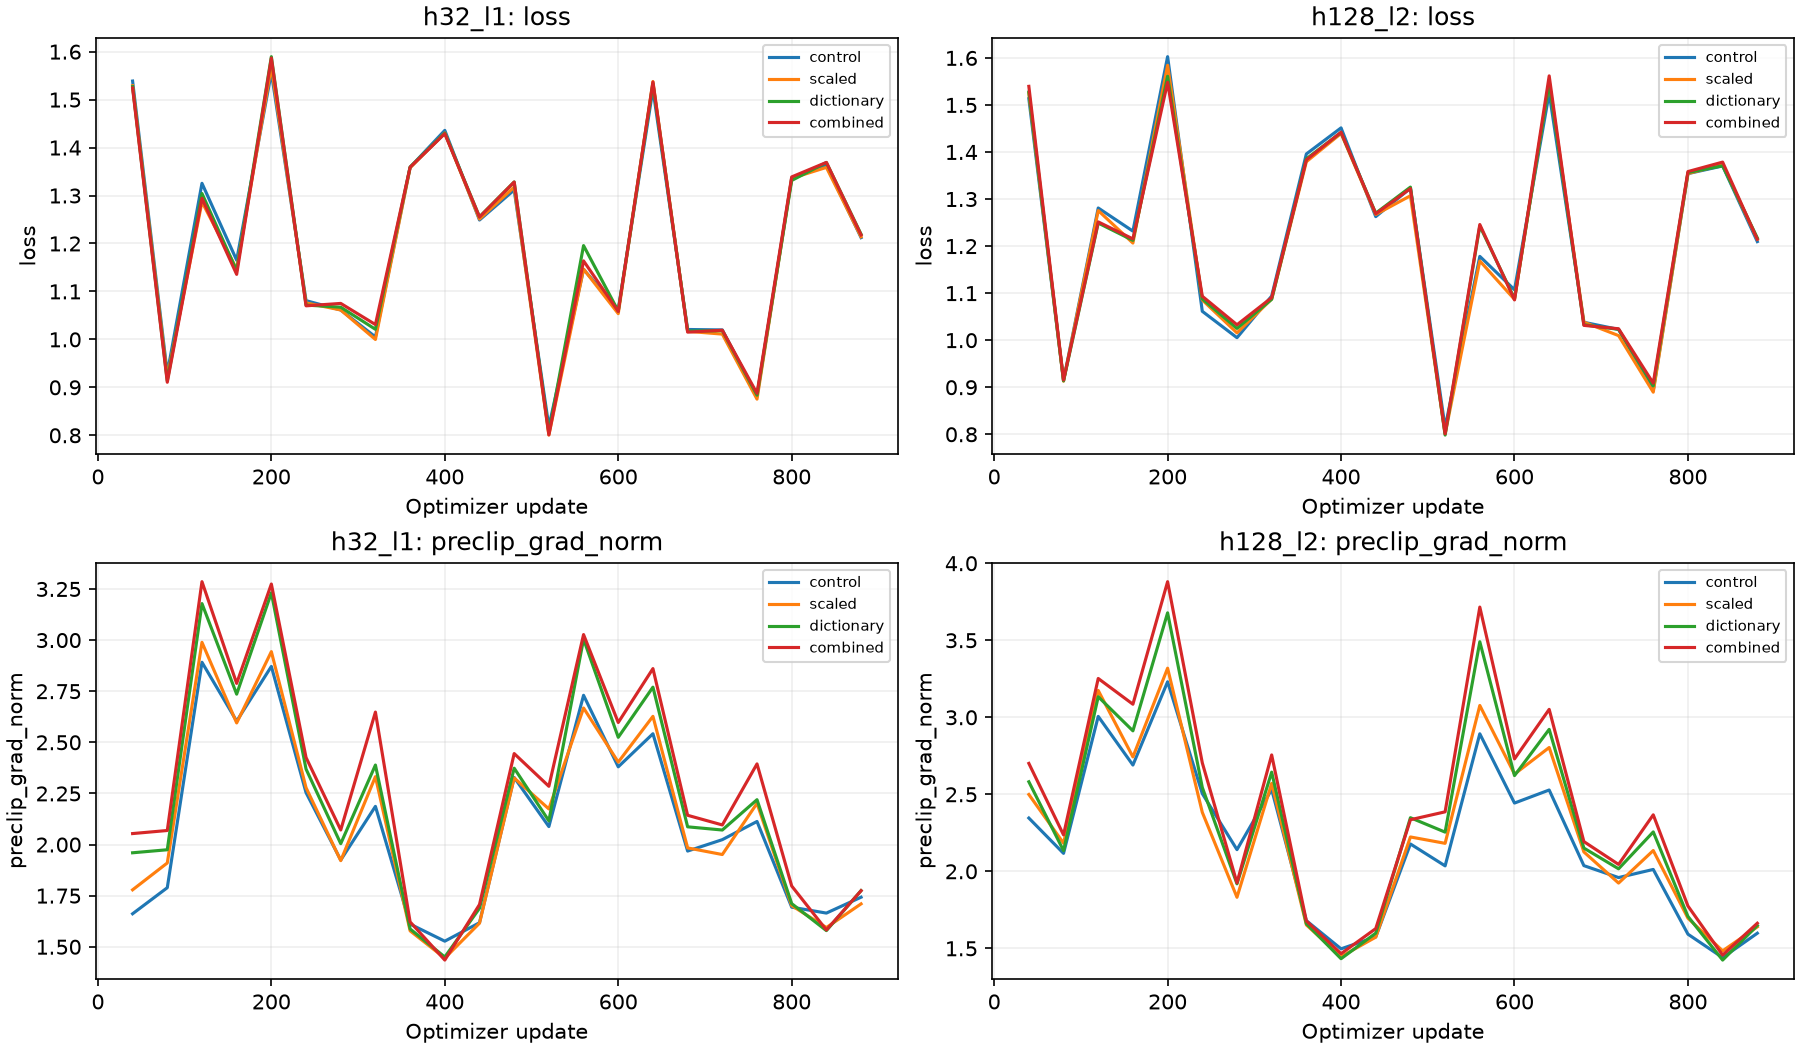 h32_l1: loss
loss
1.6
1.5
1.4
1.3
1.2
1.1
1.0
0.9
0.8
control
scaled
dictionary
combined
0
200
400
600
800
Optimizer update
h128_l2: loss
loss
1.6
1.5
1.4
1.3
1.2
1.1
1.0
0.9
0.8
control
scaled
dictionary
combined
0
200
400
600
800
Optimizer update
h32_l1: preclip_grad_norm
preclip_grad_norm
3.25
3.00
2.75
2.50
2.25
2.00
1.75
1.50
control
scaled
dictionary
combined
0
200
400
600
800
Optimizer update
h128_l2: preclip_grad_norm
preclip_grad_norm
4.0
3.5
3.0
2.5
2.0
1.5
control
scaled
dictionary
combined
0
200
400
600
800
Optimizer update